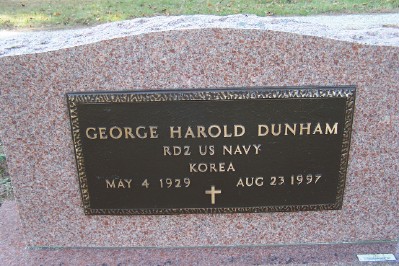 GEORGE HAROLD DUNHAM
RD2 US NAVY
KOREA
MAY 4 1929 AUG 23 1997